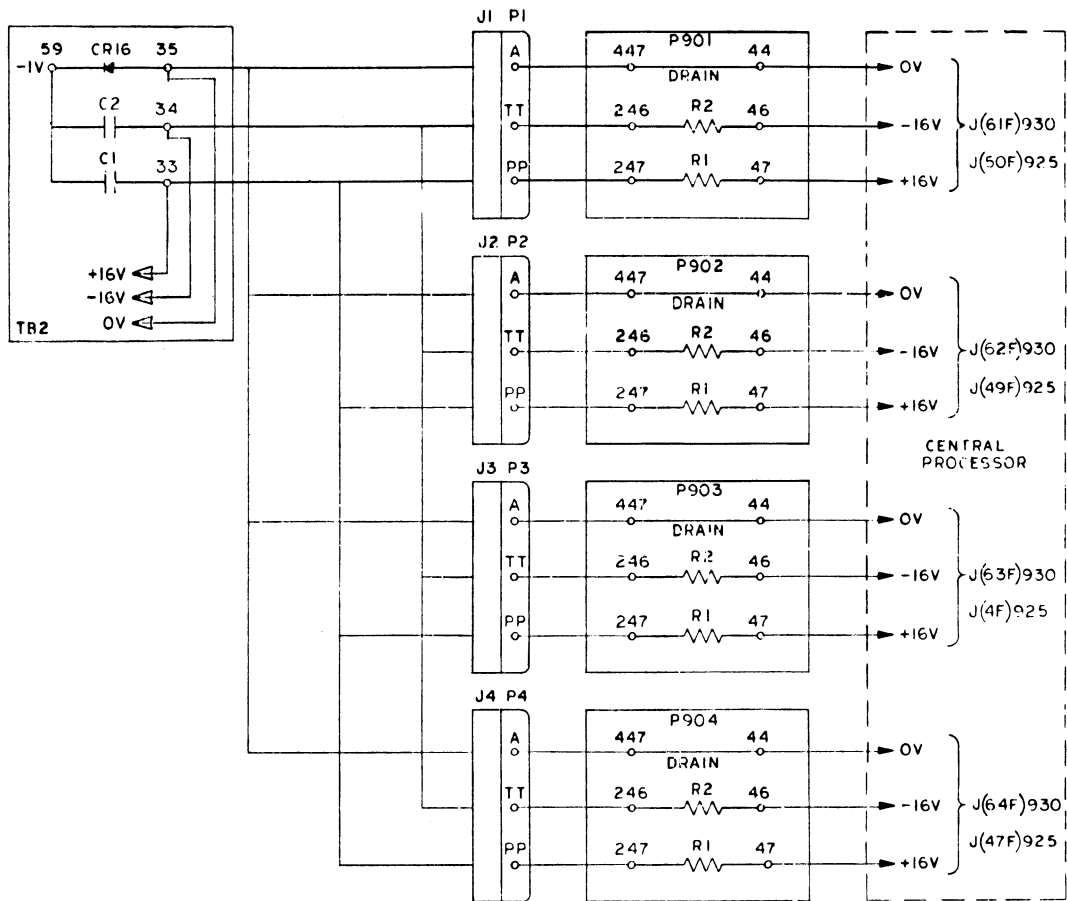 J1 P1
59 CR16 35
-1V
C2 34
C1 33
+16V
-16V
0V
TB2
A
TT
PP
P901
447 44
DRAIN
246 R2 46
247 R1 47
0V
-16V
+16V
J(61F)930
J(50F)925
J2 P2
A
TT
PP
P902
447 44
DRAIN
246 R2 46
247 R1 47
0V
-16V
+16V
J(62F)930
J(49F)925
CENTRAL
PROCESSOR
J3 P3
A
TT
PP
P903
447 44
DRAIN
246 R2 46
247 R1 47
0V
-16V
+16V
J(63F)930
J(4F)925
J4 P4
A
TT
PP
P904
447 44
DRAIN
246 R2 46
247 R1 47
0V
-16V
+16V
J(64F)930
J(47F)925